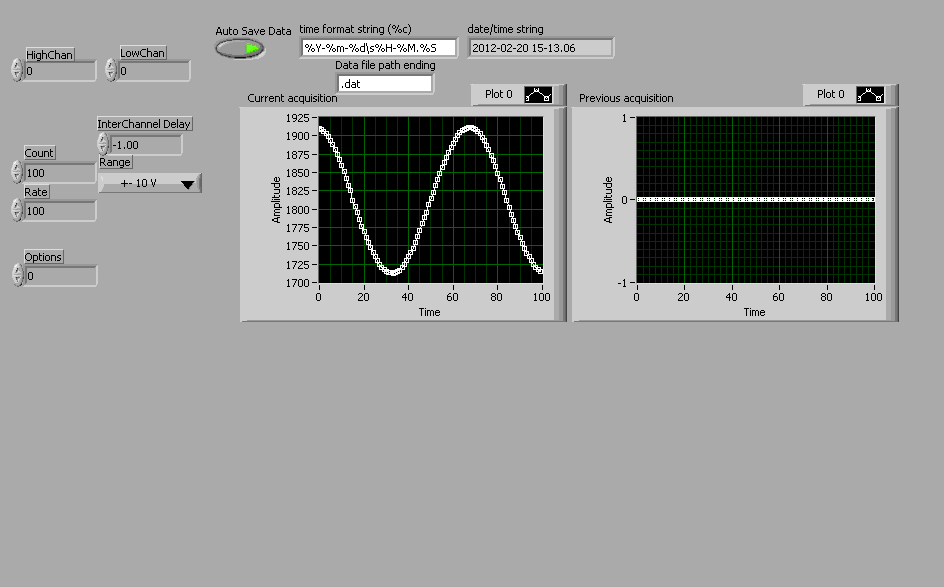 Auto Save Data
time format string (%c)
%Y-%m-%d\s%H-%M.%S
date/time string
2012-02-20 15-13.06
HighChan
0
LowChan
0
Data file path ending
.dat
InterChannel Delay
-1.00
Count
100
Range
+- 10 V
Rate
100
Options
0
Current acquisition
Plot 0
1925
1900
1875
1850
1825
1800
1775
1750
1725
1700
Amplitude
0 20 40 60 80 100
Time
Previous acquisition
Plot 0
1
0
-1
Amplitude
0 20 40 60 80 100
Time